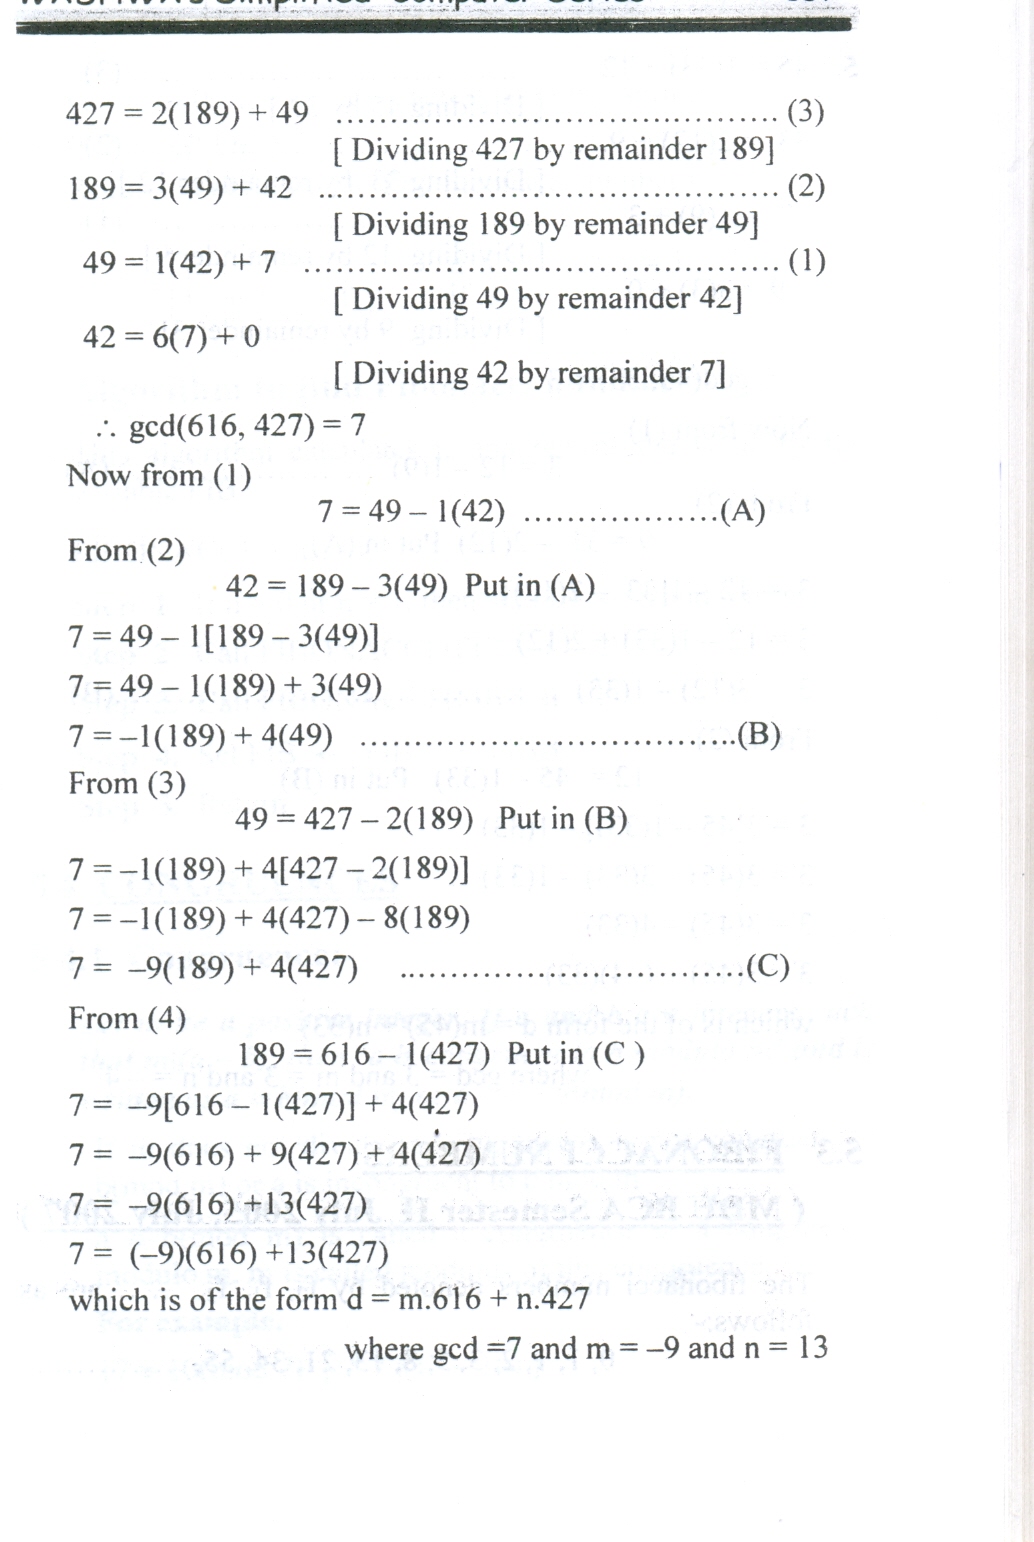 427 = 2(189) + 49 ........................................ (3)
[ Dividing 427 by remainder 189]
189 = 3(49) + 42 ........................................ (2)
[ Dividing 189 by remainder 49]
49 = 1(42) + 7 ........................................ (1)
[ Dividing 49 by remainder 42]
42 = 6(7) + 0
[ Dividing 42 by remainder 7]
∴ gcd(616, 427) = 7
Now from (1)
7 = 49 – 1(42) ...................(A)
From (2)
42 = 189 – 3(49) Put in (A)
7 = 49 – 1[189 – 3(49)]
7 = 49 – 1(189) + 3(49)
7 = –1(189) + 4(49) ..................................(B)
From (3)
49 = 427 – 2(189) Put in (B)
7 = –1(189) + 4[427 – 2(189)]
7 = –1(189) + 4(427) – 8(189)
7 = –9(189) + 4(427) ..................................(C)
From (4)
189 = 616 – 1(427) Put in (C )
7 = –9[616 – 1(427)] + 4(427)
7 = –9(616) + 9(427) + 4(427)
7 = –9(616) +13(427)
7 = (–9)(616) +13(427)
which is of the form d = m.616 + n.427
where gcd =7 and m = –9 and n = 13